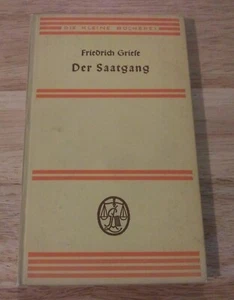 DIE KLEINE BÜCHEREI
Friedrich Griese
Der Saatgang